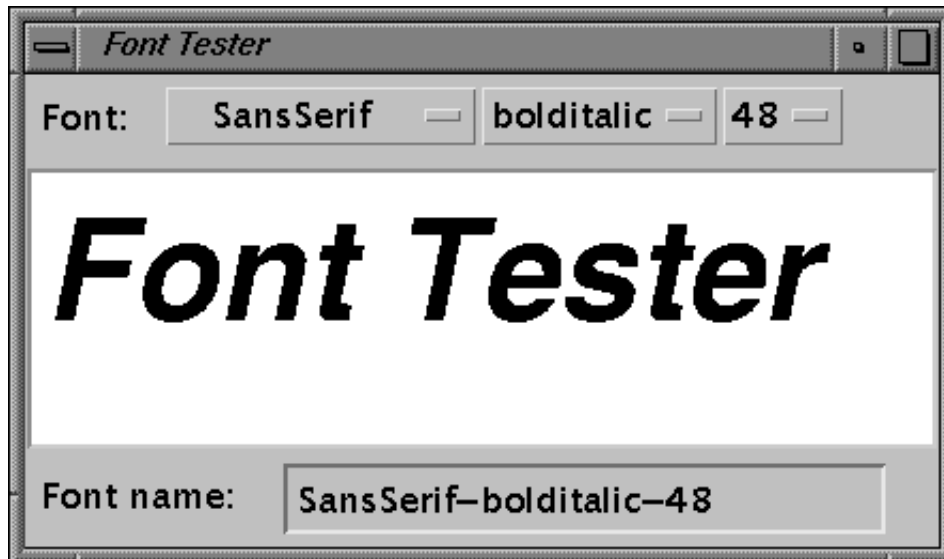 Font Tester
Font: SansSerif bolditalic 48
Font Tester
Font name: SansSerif–bolditalic–48